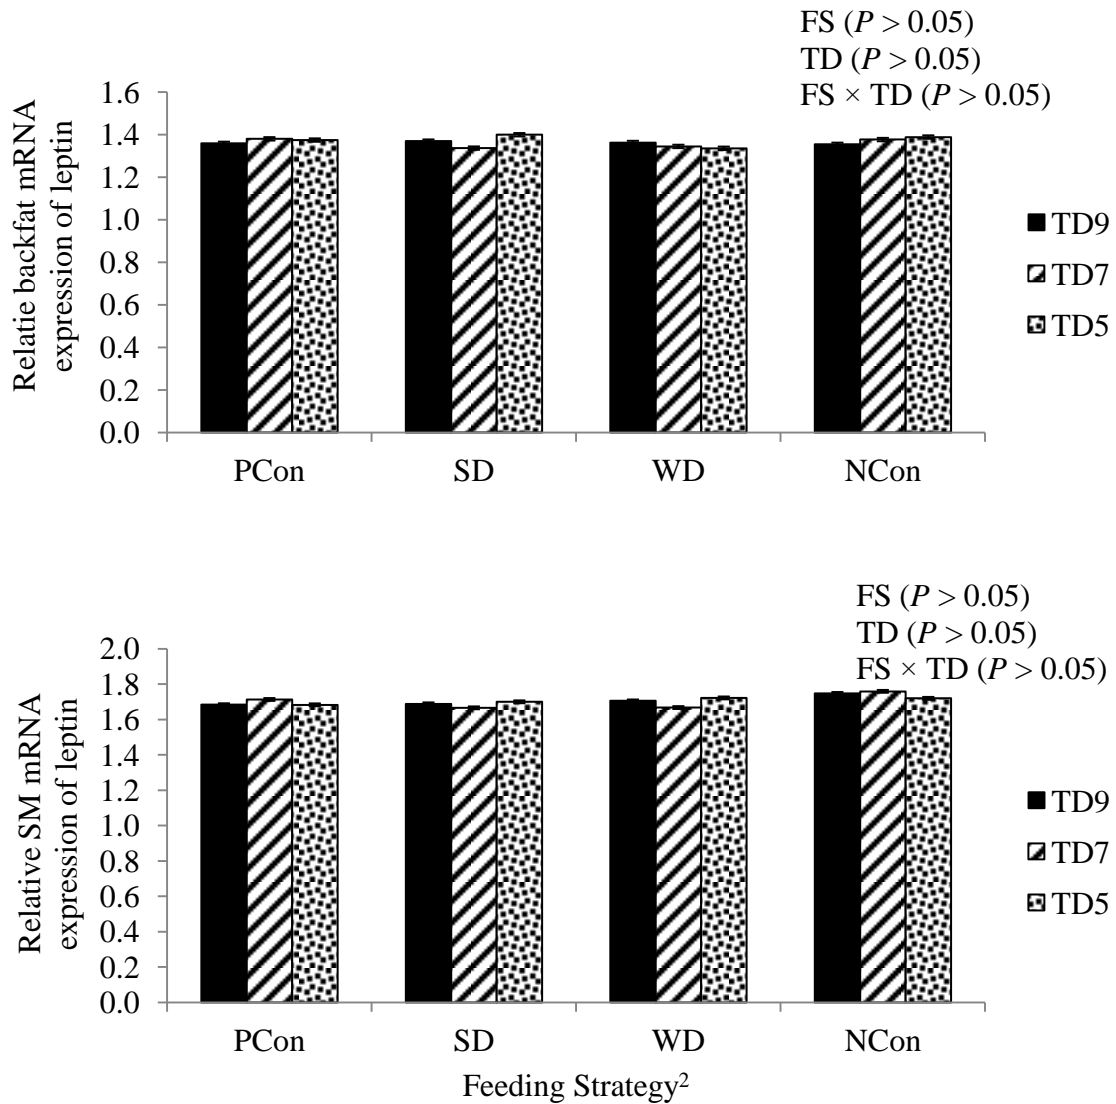 FS (P > 0.05)
TD (P > 0.05)
FS × TD (P > 0.05)
Relatie backfat mRNA
expression of leptin
1.6
1.4
1.2
1.0
0.8
0.6
0.4
0.2
0.0
PCon SD WD NCon
TD9
TD7
TD5
FS (P > 0.05)
TD (P > 0.05)
FS × TD (P > 0.05)
Relative SM mRNA
expression of leptin
2.0
1.8
1.6
1.4
1.2
1.0
0.8
0.6
0.4
0.2
0.0
PCon SD WD NCon
Feeding Strategy²
TD9
TD7
TD5